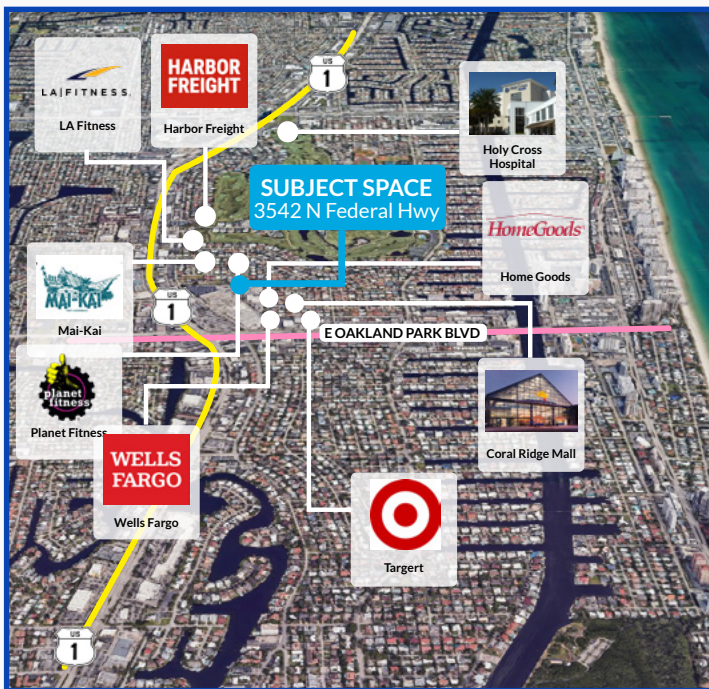 US
1
HARBOR
FREIGHT
Harbor Freight
LA|FITNESS
LA Fitness
Holy Cross
Hospital
SUBJECT SPACE
3542 N Federal Hwy
HomeGoods
Home Goods
MAI-KAI
Mai-Kai
US
1
E OAKLAND PARK BLVD
planet
fitness
Planet Fitness
Coral Ridge Mall
WELLS
FARGO
Wells Fargo
Targert
US
1